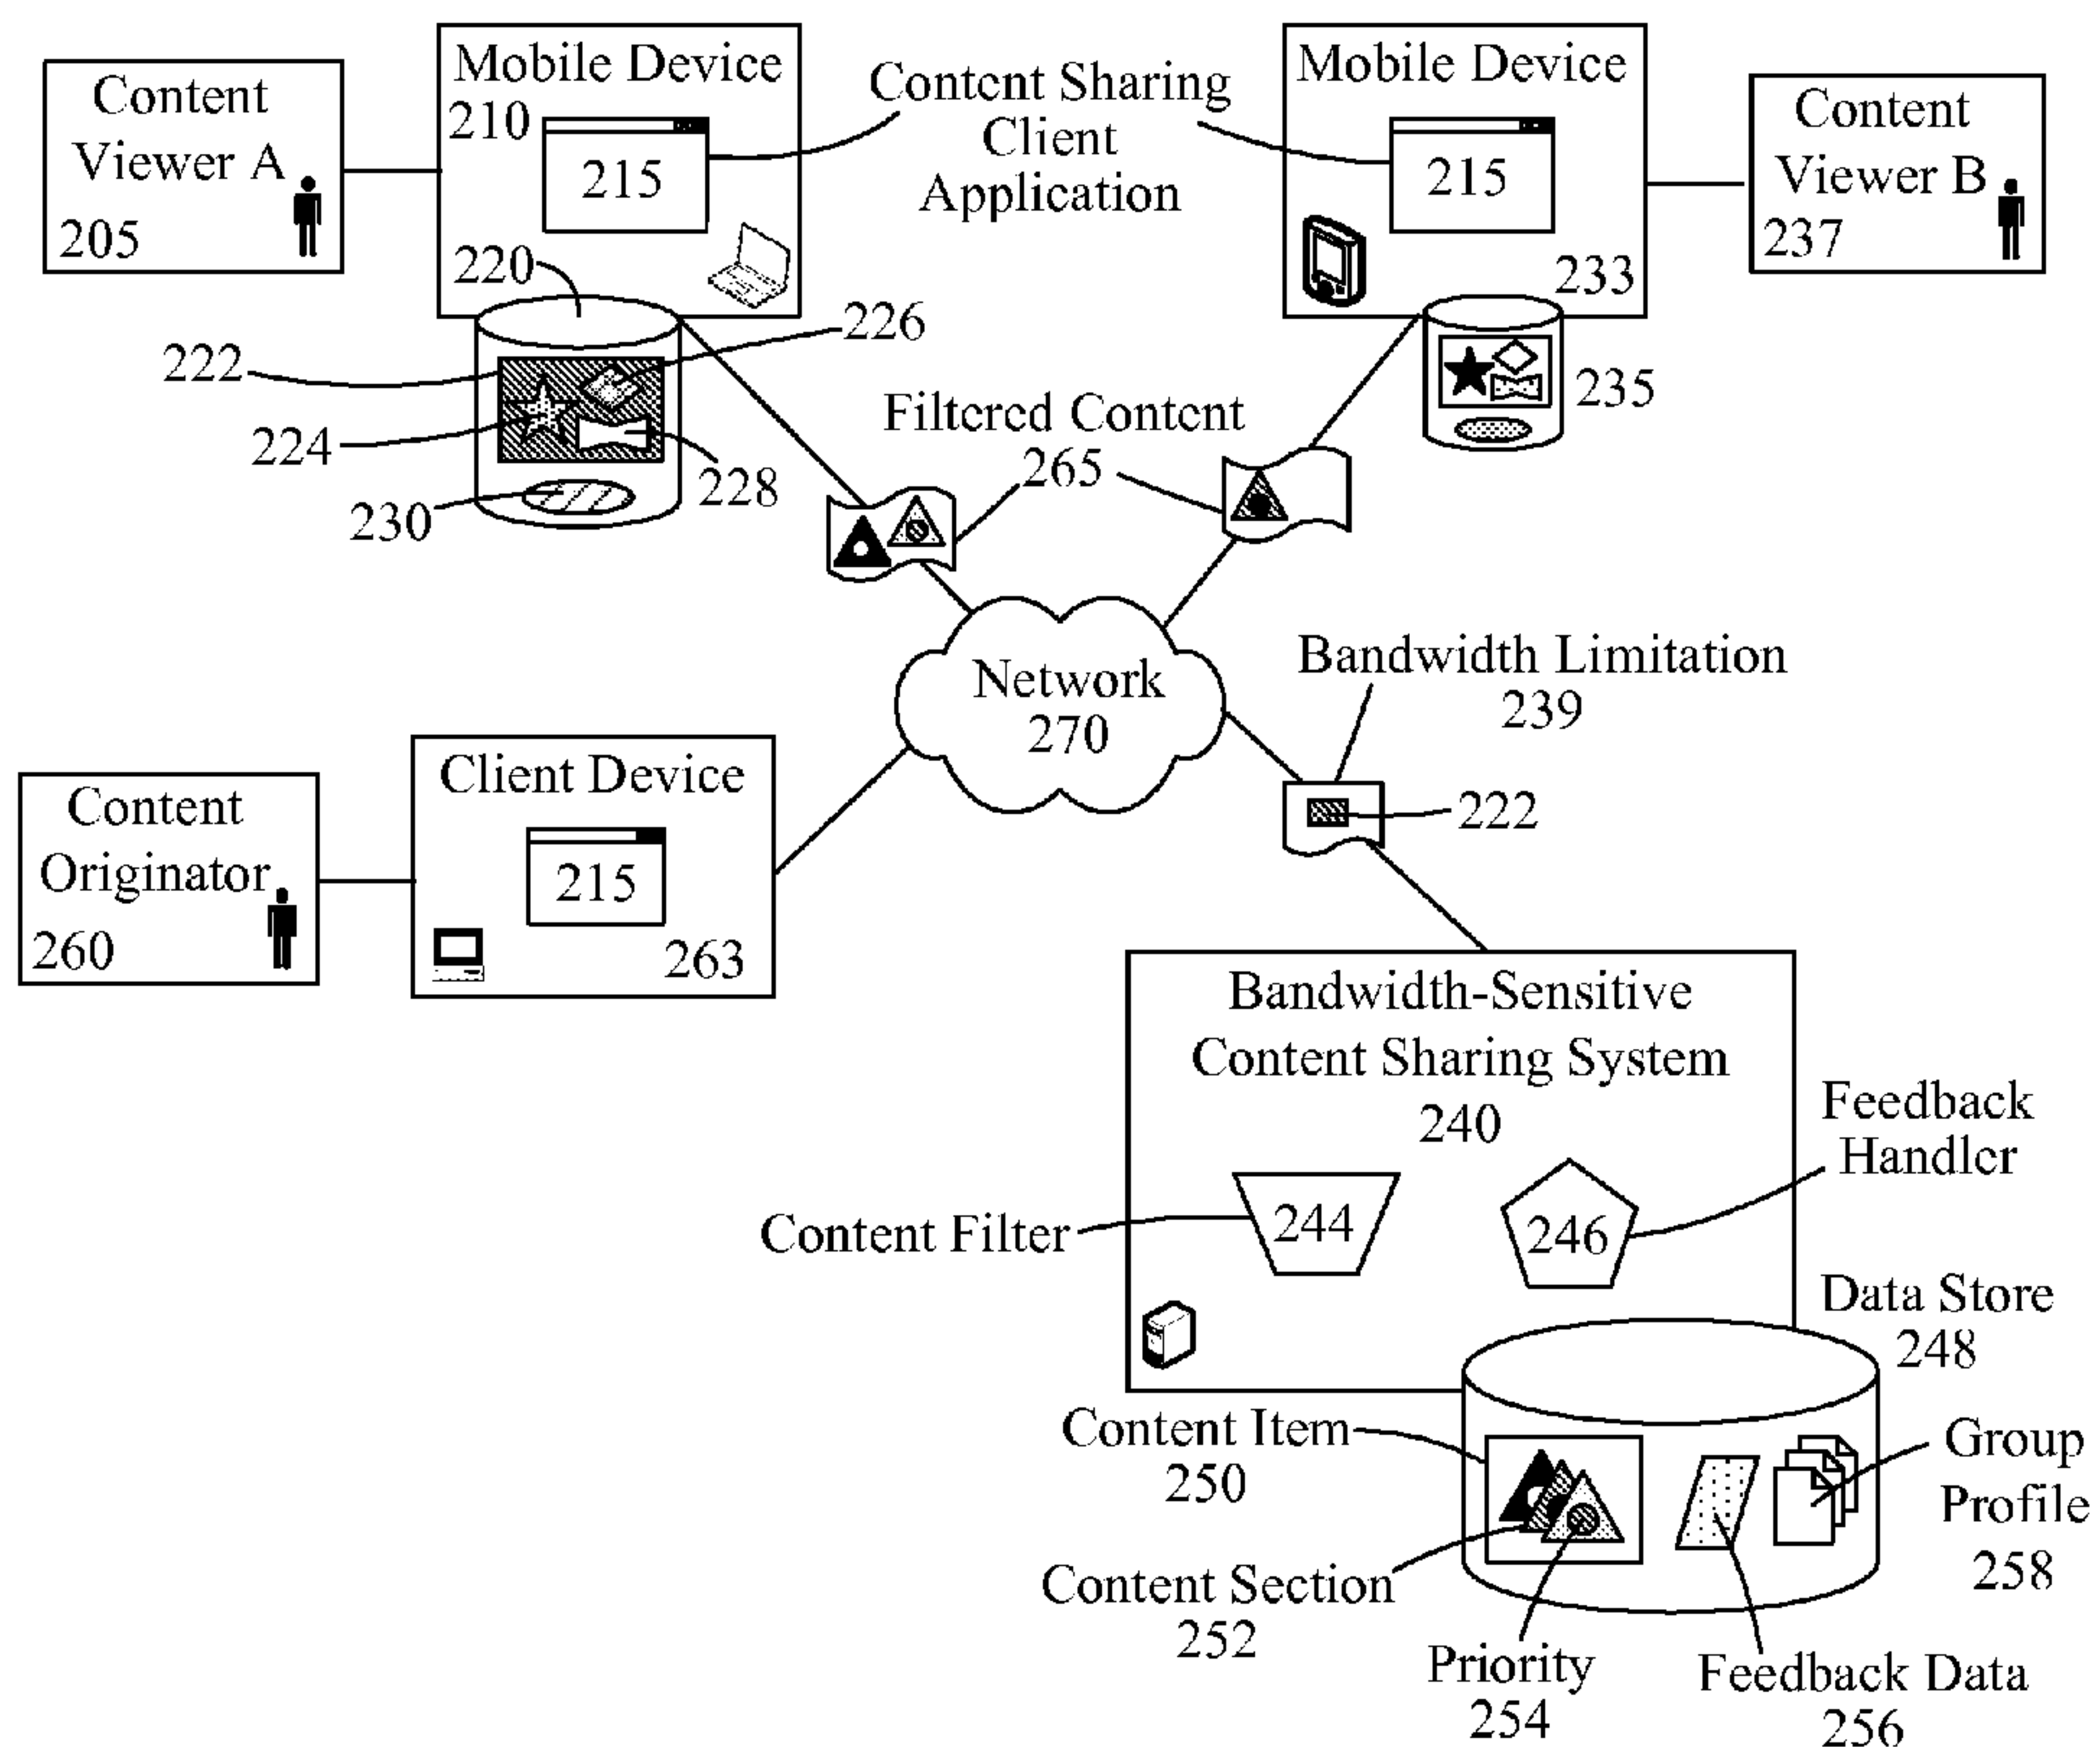 Content
Viewer A
205
Mobile Device
210
215
220
Content Sharing
Client
Application
Mobile Device
215
233
Content
Viewer B
237
222
224
226
228
230
235
Filtered Content
265
Network
270
Bandwidth Limitation
239
222
Content
Originator
260
Client Device
215
263
Bandwidth-Sensitive
Content Sharing System
240
Content Filter
244
246
Feedback
Handler
Data Store
248
Content Item
250
Content Section
252
Priority
254
Feedback Data
256
Group
Profile
258